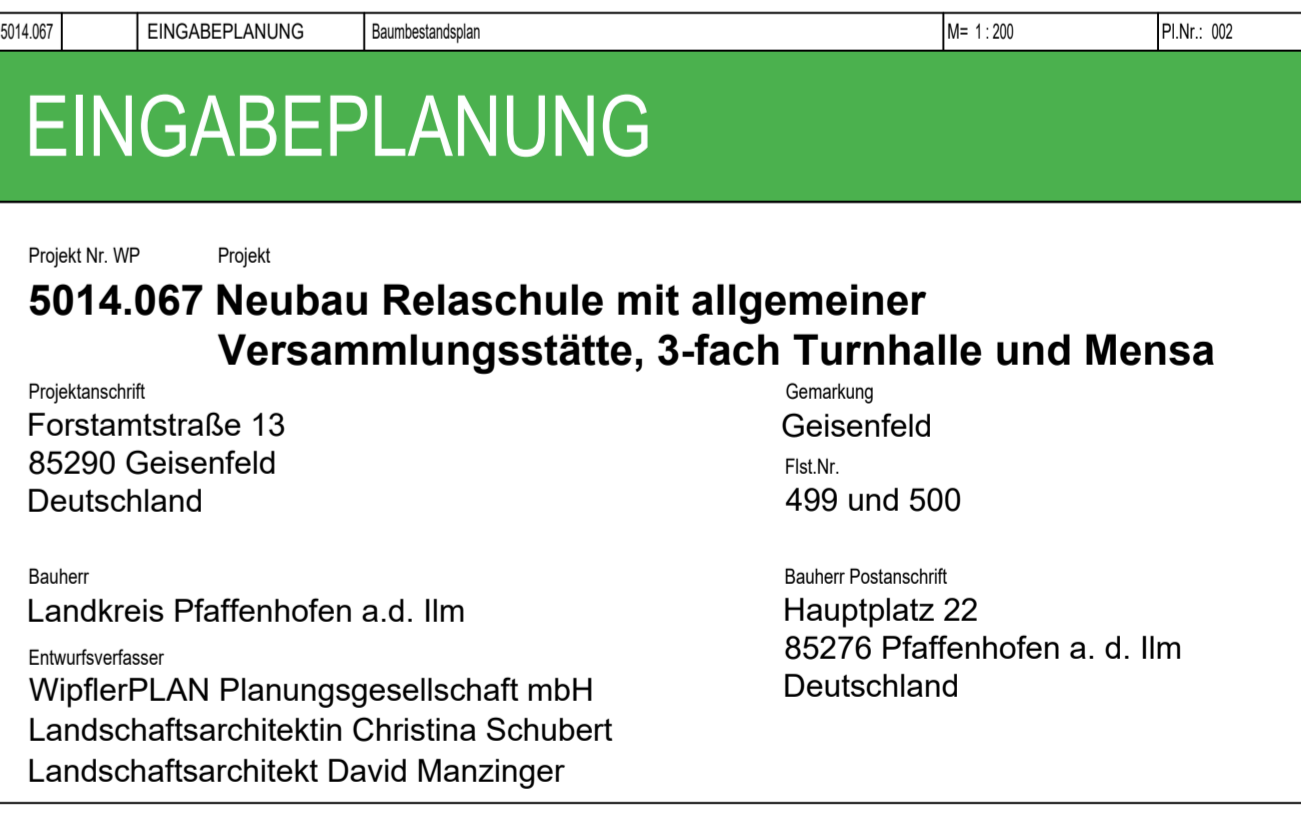 5014.067 EINGABEPLANUNG Baumbestandsplan M= 1 : 200 Pl.Nr.: 002
EINGABEPLANUNG
Projekt Nr. WP Projekt
5014.067 Neubau Relaschule mit allgemeiner
Versammlungsstätte, 3-fach Turnhalle und Mensa
Projektanschrift
Forstamtstraße 13
85290 Geisenfeld
Deutschland
Gemarkung
Geisenfeld
Flst.Nr.
499 und 500
Bauherr
Landkreis Pfaffenhofen a.d. Ilm
Entwurfsverfasser
WipflerPLAN Planungsgesellschaft mbH
Landschaftsarchitektin Christina Schubert
Landschaftsarchitekt David Manzinger
Bauherr Postanschrift
Hauptplatz 22
85276 Pfaffenhofen a. d. Ilm
Deutschland